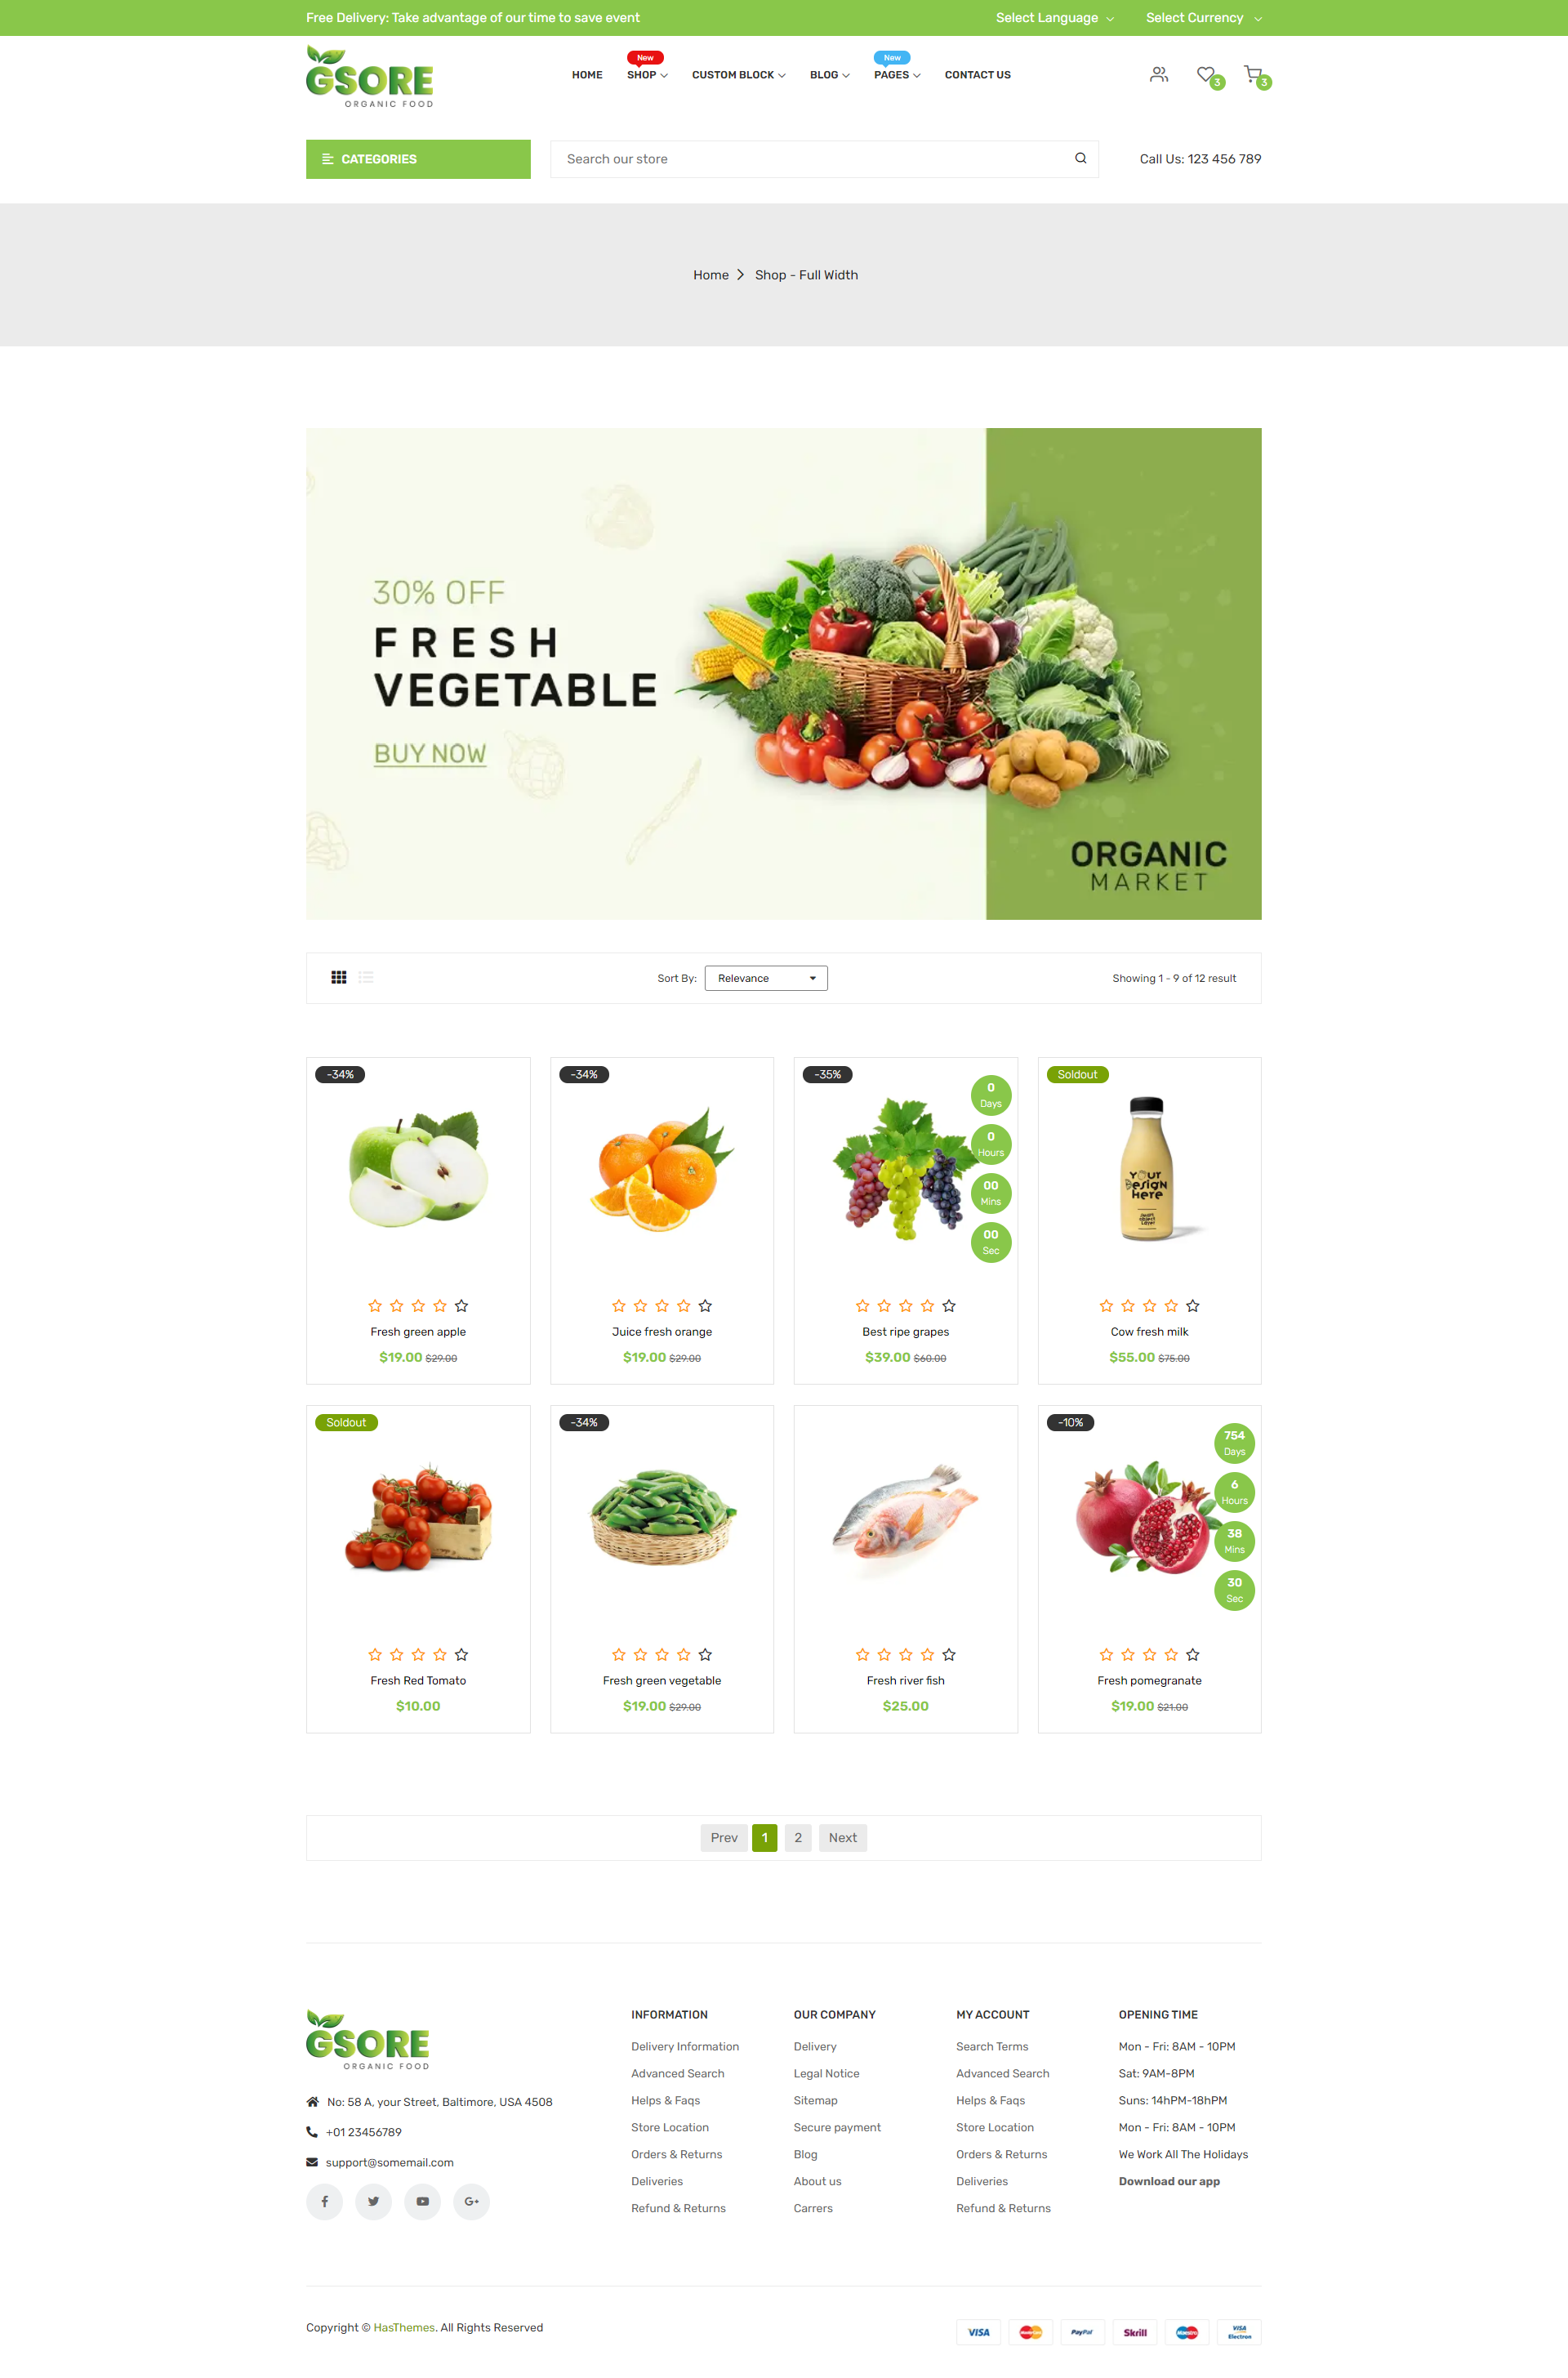 Free Delivery: Take advantage of our time to save event
Select Language
Select Currency
GSORE
ORGANIC FOOD
HOME
New
SHOP
CUSTOM BLOCK
BLOG
New
PAGES
CONTACT US
3
3
CATEGORIES
Search our store
Call Us: 123 456 789
Home
Shop - Full Width
30% OFF
FRESH
VEGETABLE
BUY NOW
ORGANIC
MARKET
Sort By:
Relevance
Showing 1 - 9 of 12 result
-34%
Fresh green apple
$19.00 $29.00
-34%
Juice fresh orange
$19.00 $29.00
-35%
0
Days
0
Hours
00
Mins
00
Sec
Best ripe grapes
$39.00 $60.00
Soldout
YOUR
DESIGN
HERE
Cow fresh milk
$55.00 $75.00
Soldout
Fresh Red Tomato
$10.00
-34%
Fresh green vegetable
$19.00 $29.00
Fresh river fish
$25.00
-10%
754
Days
6
Hours
38
Mins
30
Sec
Fresh pomegranate
$19.00 $21.00
Prev
1
2
Next
GSORE
ORGANIC FOOD
No: 58 A, your Street, Baltimore, USA 4508
+01 23456789
support@somemail.com
INFORMATION
Delivery Information
Advanced Search
Helps & Faqs
Store Location
Orders & Returns
Deliveries
Refund & Returns
OUR COMPANY
Delivery
Legal Notice
Sitemap
Secure payment
Blog
About us
Carrers
MY ACCOUNT
Search Terms
Advanced Search
Helps & Faqs
Store Location
Orders & Returns
Deliveries
Refund & Returns
OPENING TIME
Mon - Fri: 8AM - 10PM
Sat: 9AM-8PM
Suns: 14hPM-18hPM
Mon - Fri: 8AM - 10PM
We Work All The Holidays
Download our app
Copyright © HasThemes. All Rights Reserved
VISA
MasterCard
PayPal
Skrill
Maestro
VISA
Electron